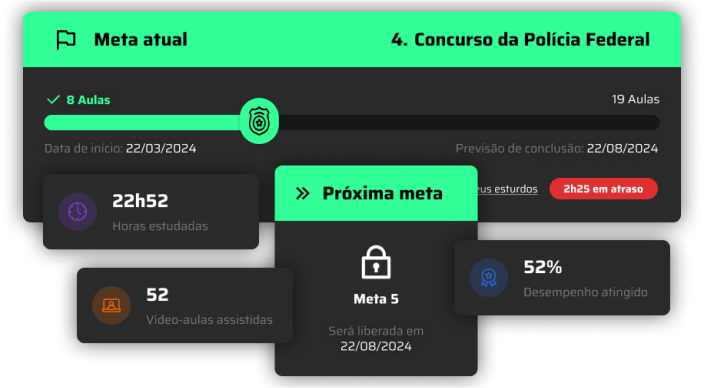 Meta atual
4. Concurso da Polícia Federal
8 Aulas
19 Aulas
Data de início: 22/03/2024
Previsão de conclusão: 22/08/2024
esturdos
2h25 em atraso
22h52
Horas estudadas
Próxima meta
52
Vídeo-aulas assistidas
Meta 5
Será liberada em
22/08/2024
52%
Desempenho atingido